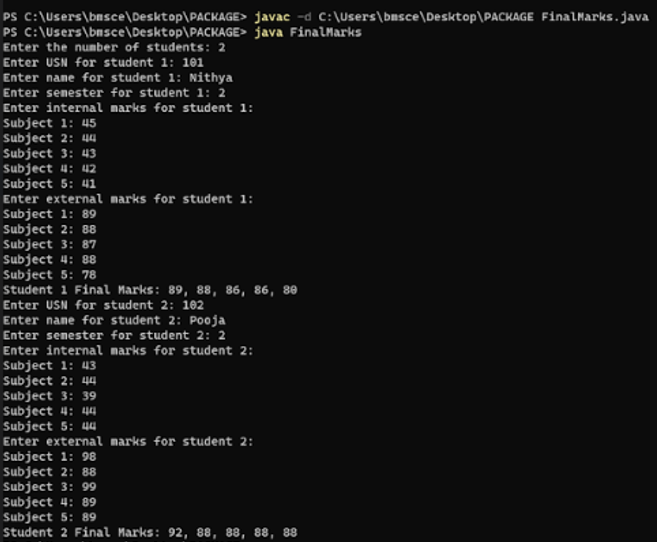 PS C:\Users\bmsce\Desktop\PACKAGE> javac -d C:\Users\bmsce\Desktop\PACKAGE FinalMarks.java
PS C:\Users\bmsce\Desktop\PACKAGE> java FinalMarks
Enter the number of students: 2
Enter USN for student 1: 101
Enter name for student 1: Nithya
Enter semester for student 1: 2
Enter internal marks for student 1:
Subject 1: 45
Subject 2: 44
Subject 3: 43
Subject 4: 42
Subject 5: 41
Enter external marks for student 1:
Subject 1: 89
Subject 2: 88
Subject 3: 87
Subject 4: 88
Subject 5: 78
Student 1 Final Marks: 89, 88, 86, 86, 80
Enter USN for student 2: 102
Enter name for student 2: Pooja
Enter semester for student 2: 2
Enter internal marks for student 2:
Subject 1: 43
Subject 2: 44
Subject 3: 39
Subject 4: 44
Subject 5: 44
Enter external marks for student 2:
Subject 1: 98
Subject 2: 88
Subject 3: 99
Subject 4: 89
Subject 5: 89
Student 2 Final Marks: 92, 88, 88, 88, 88